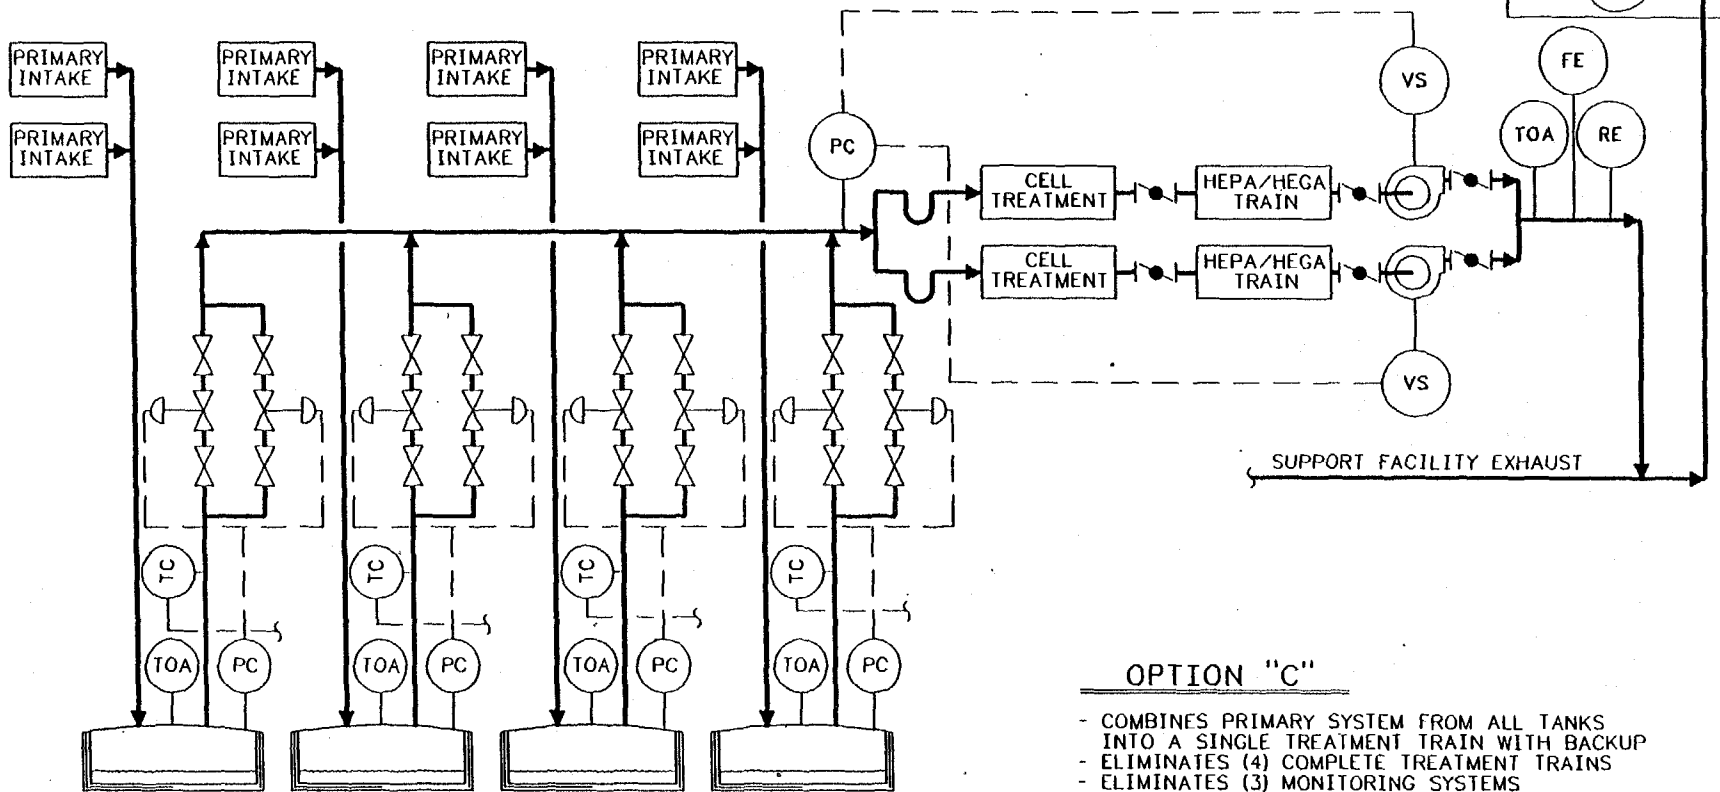 PRIMARY
INTAKE
PRIMARY
INTAKE
PRIMARY
INTAKE
PRIMARY
INTAKE
PRIMARY
INTAKE
PRIMARY
INTAKE
PRIMARY
INTAKE
PRIMARY
INTAKE
PC
VS
FE
TOA
RE
CELL
TREATMENT
HEPA/HEGA
TRAIN
CELL
TREATMENT
HEPA/HEGA
TRAIN
VS
SUPPORT FACILITY EXHAUST
TC
TC
TC
TC
TOA
PC
TOA
PC
TOA
PC
TOA
PC
OPTION "C"
- COMBINES PRIMARY SYSTEM FROM ALL TANKS
INTO A SINGLE TREATMENT TRAIN WITH BACKUP
- ELIMINATES (4) COMPLETE TREATMENT TRAINS
- ELIMINATES (3) MONITORING SYSTEMS